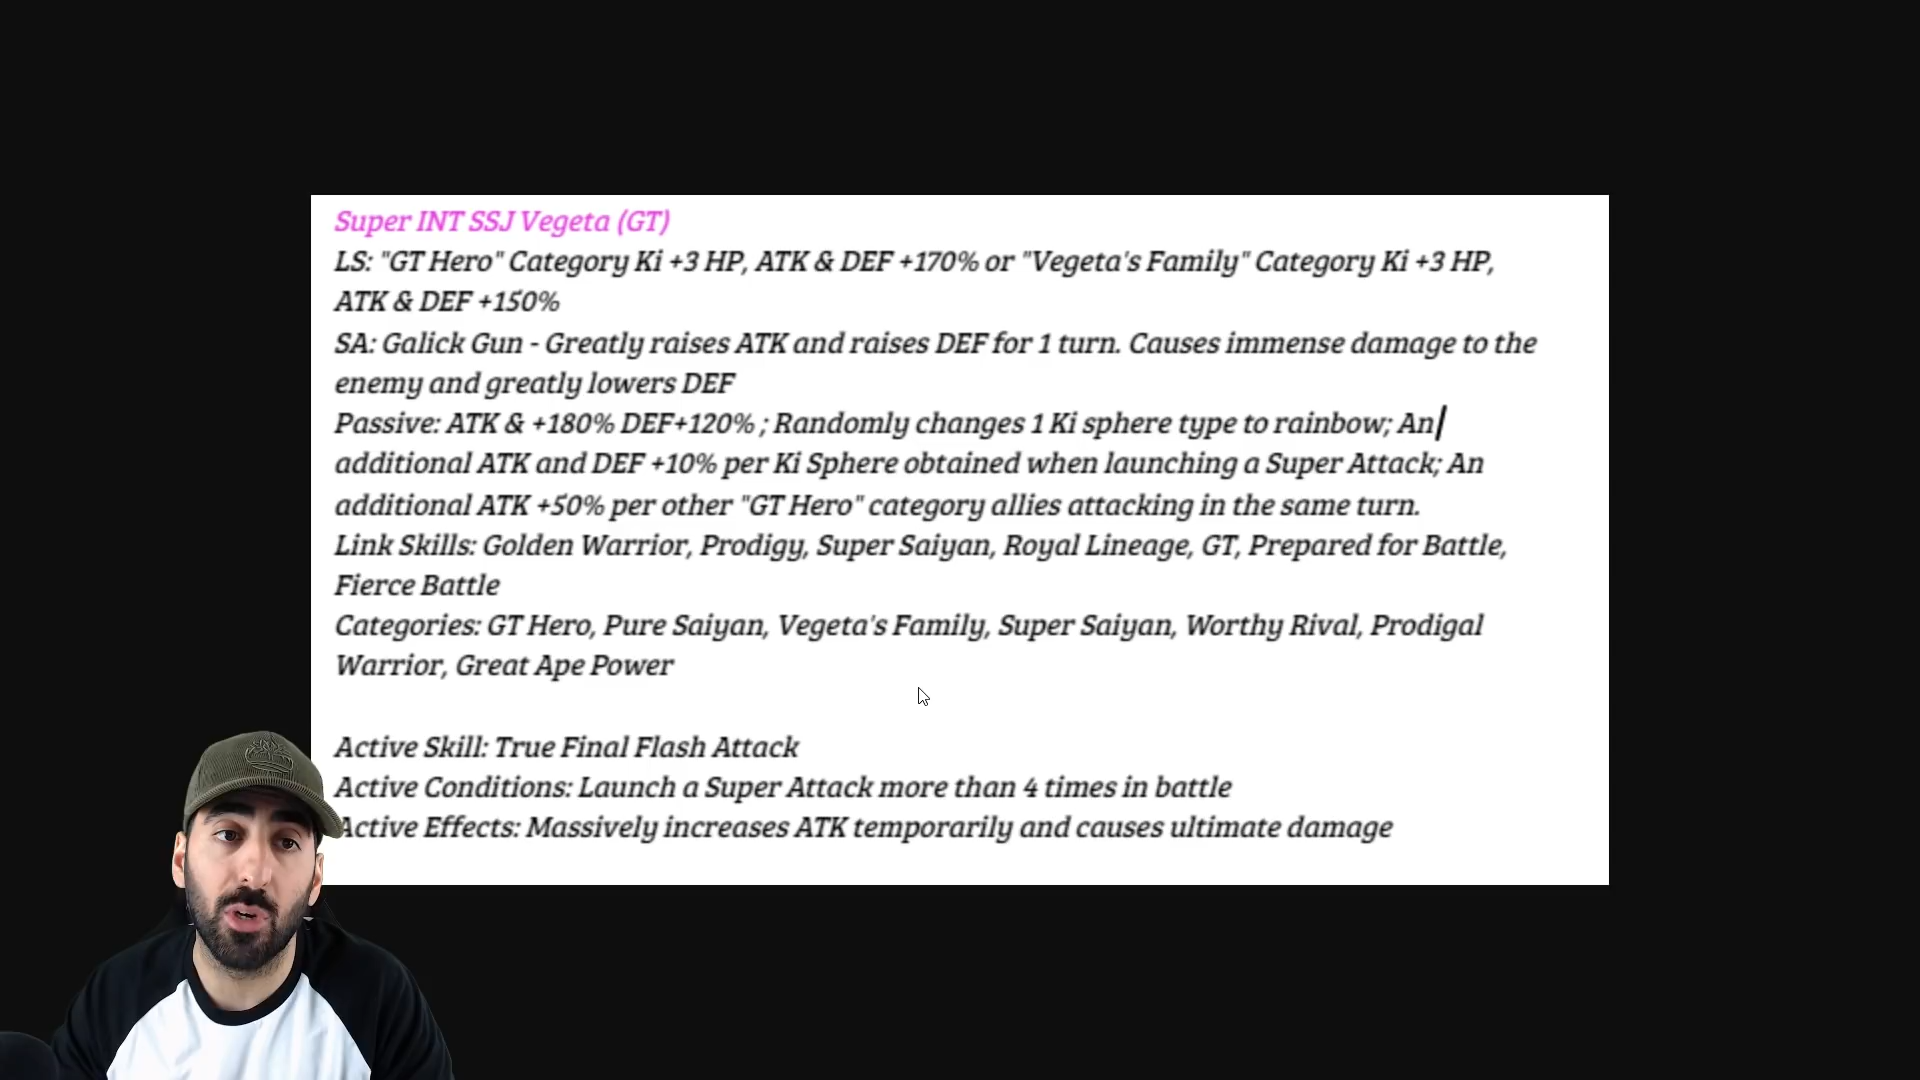 Super INT SSJ Vegeta (GT)
LS: "GT Hero" Category Ki +3 HP, ATK & DEF +170% or "Vegeta's Family" Category Ki +3 HP,
ATK & DEF +150%
SA: Galick Gun - Greatly raises ATK and raises DEF for 1 turn. Causes immense damage to the
enemy and greatly lowers DEF
Passive: ATK & +180% DEF+120% ; Randomly changes 1 Ki sphere type to rainbow; An
additional ATK and DEF +10% per Ki Sphere obtained when launching a Super Attack; An
additional ATK +50% per other "GT Hero" category allies attacking in the same turn.
Link Skills: Golden Warrior, Prodigy, Super Saiyan, Royal Lineage, GT, Prepared for Battle,
Fierce Battle
Categories: GT Hero, Pure Saiyan, Vegeta's Family, Super Saiyan, Worthy Rival, Prodigal
Warrior, Great Ape Power
Active Skill: True Final Flash Attack
Active Conditions: Launch a Super Attack more than 4 times in battle
Active Effects: Massively increases ATK temporarily and causes ultimate damage